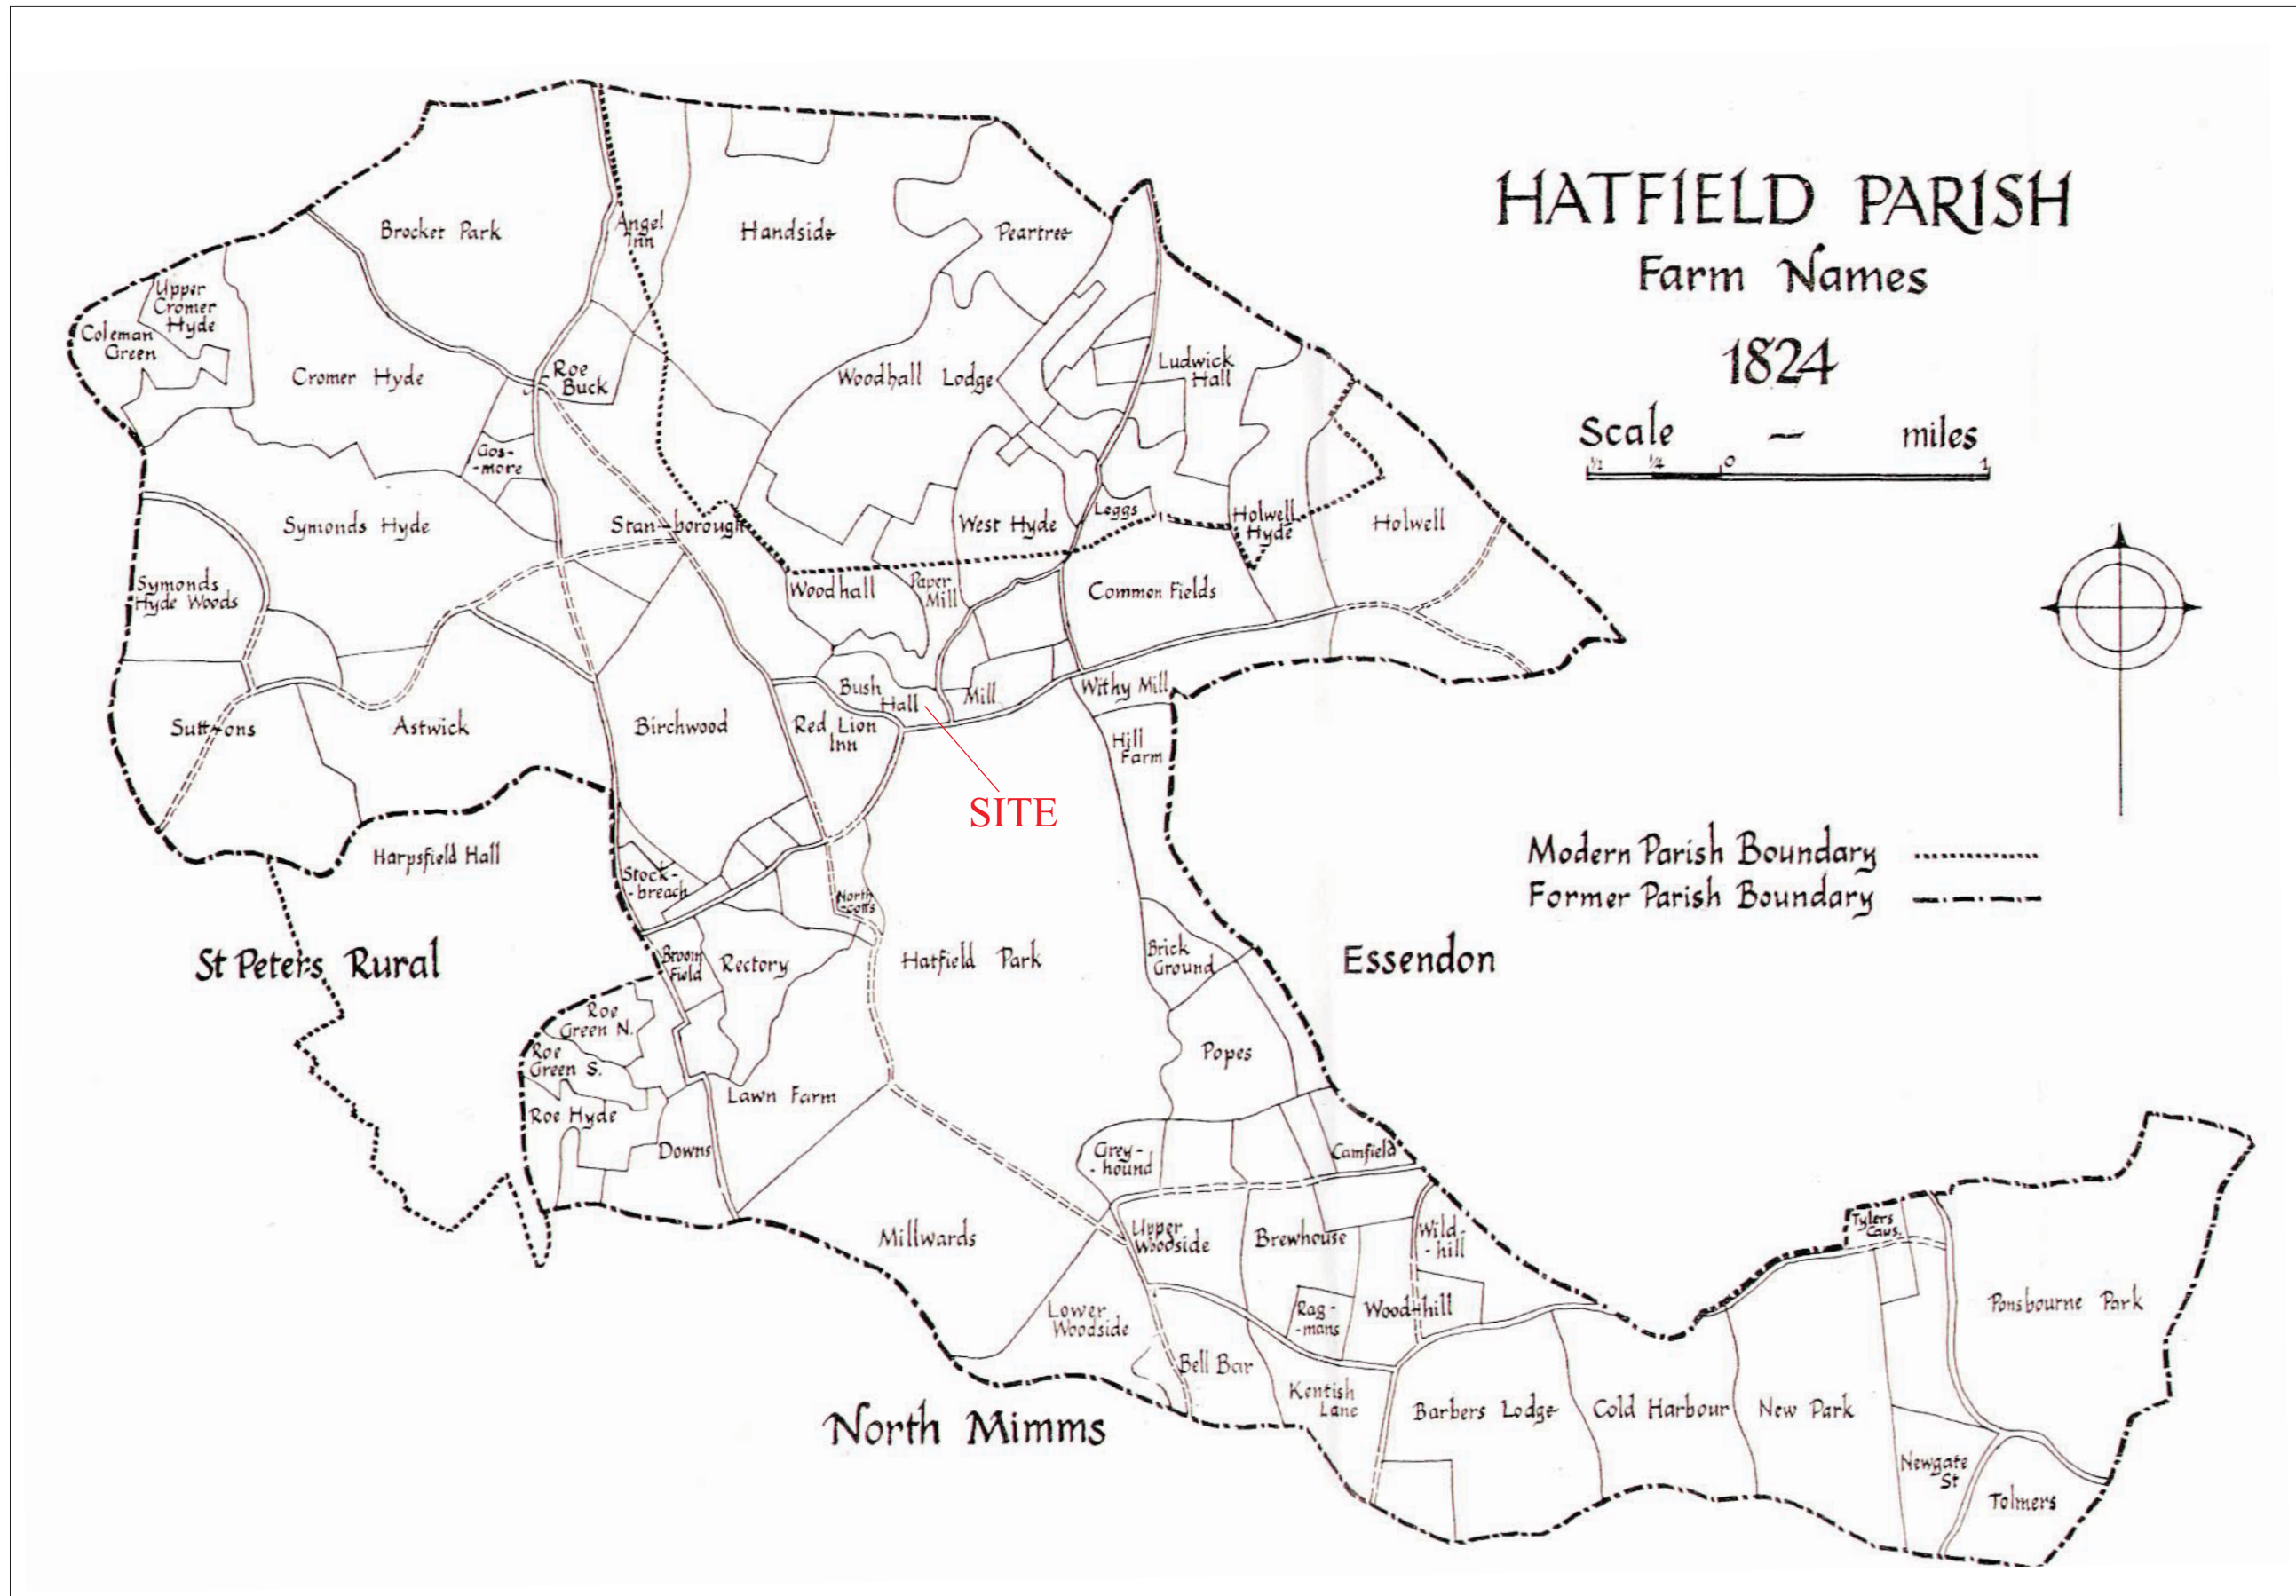 HATFIELD PARISH
Farm Names
1824
Scale — miles
1/2 1/4 0 1
Brocket Park
Angel
Inn
Handside
Peartree
Upper
Cromer
Hyde
Coleman
Green
Cromer Hyde
Roe
Buck
Woodhall Lodge
Ludwick
Hall
Gos-
-more
Symonds Hyde
Stan-borough
West Hyde
Leggs
Holwell
Hyde
Holwell
Symonds
Hyde Woods
Woodhall
Paper
Mill
Common Fields
Bush
Hall
Mill
Withy Mill
Suttons
Astwick
Birchwood
Red Lion
Inn
Hill
Farm
SITE
Harpsfield Hall
Modern Parish Boundary
Former Parish Boundary
Stock-
-breach
North
Cotts
St Peters Rural
Broom
Field
Rectory
Hatfield Park
Brick
Ground
Essendon
Roe
Green N.
Roe
Green S.
Popes
Roe Hyde
Lawn Farm
Downs
Grey-
-hound
Camfield
Millwards
Upper
Woodside
Brewhouse
Wild-
-hill
Tylers
Caus.
Lower
Woodside
Rag-
-mans
Woodhill
Ponsbourne Park
Bell Bar
Kentish
Lane
Barbers Lodge
Cold Harbour
New Park
North Mimms
Newgate
St
Tolmers